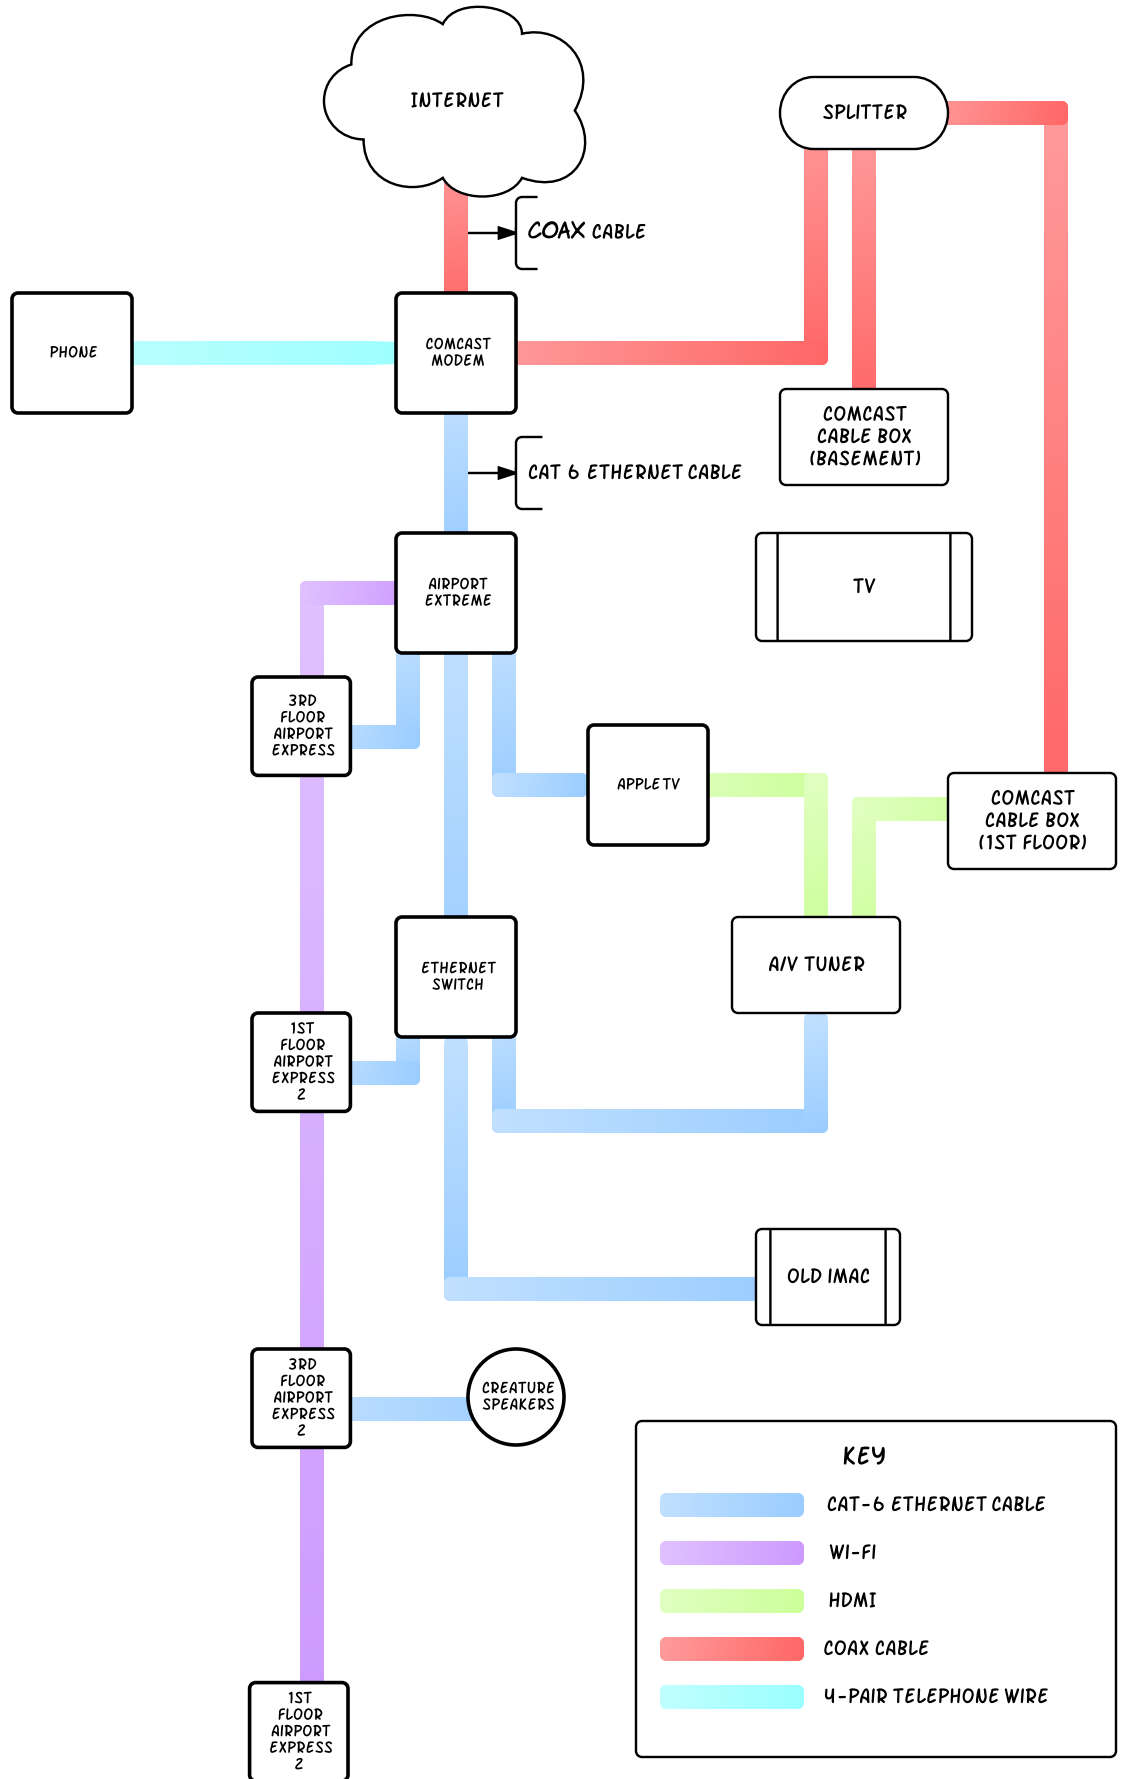 INTERNET
SPLITTER
COAX CABLE
PHONE
COMCAST
MODEM
COMCAST
CABLE BOX
(BASEMENT)
CAT 6 ETHERNET CABLE
AIRPORT
EXTREME
TV
3RD
FLOOR
AIRPORT
EXPRESS
APPLE TV
COMCAST
CABLE BOX
(1ST FLOOR)
ETHERNET
SWITCH
A/V TUNER
1ST
FLOOR
AIRPORT
EXPRESS
2
OLD IMAC
3RD
FLOOR
AIRPORT
EXPRESS
2
CREATURE
SPEAKERS
KEY
CAT-6 ETHERNET CABLE
WI-FI
HDMI
COAX CABLE
4-PAIR TELEPHONE WIRE
1ST
FLOOR
AIRPORT
EXPRESS
2